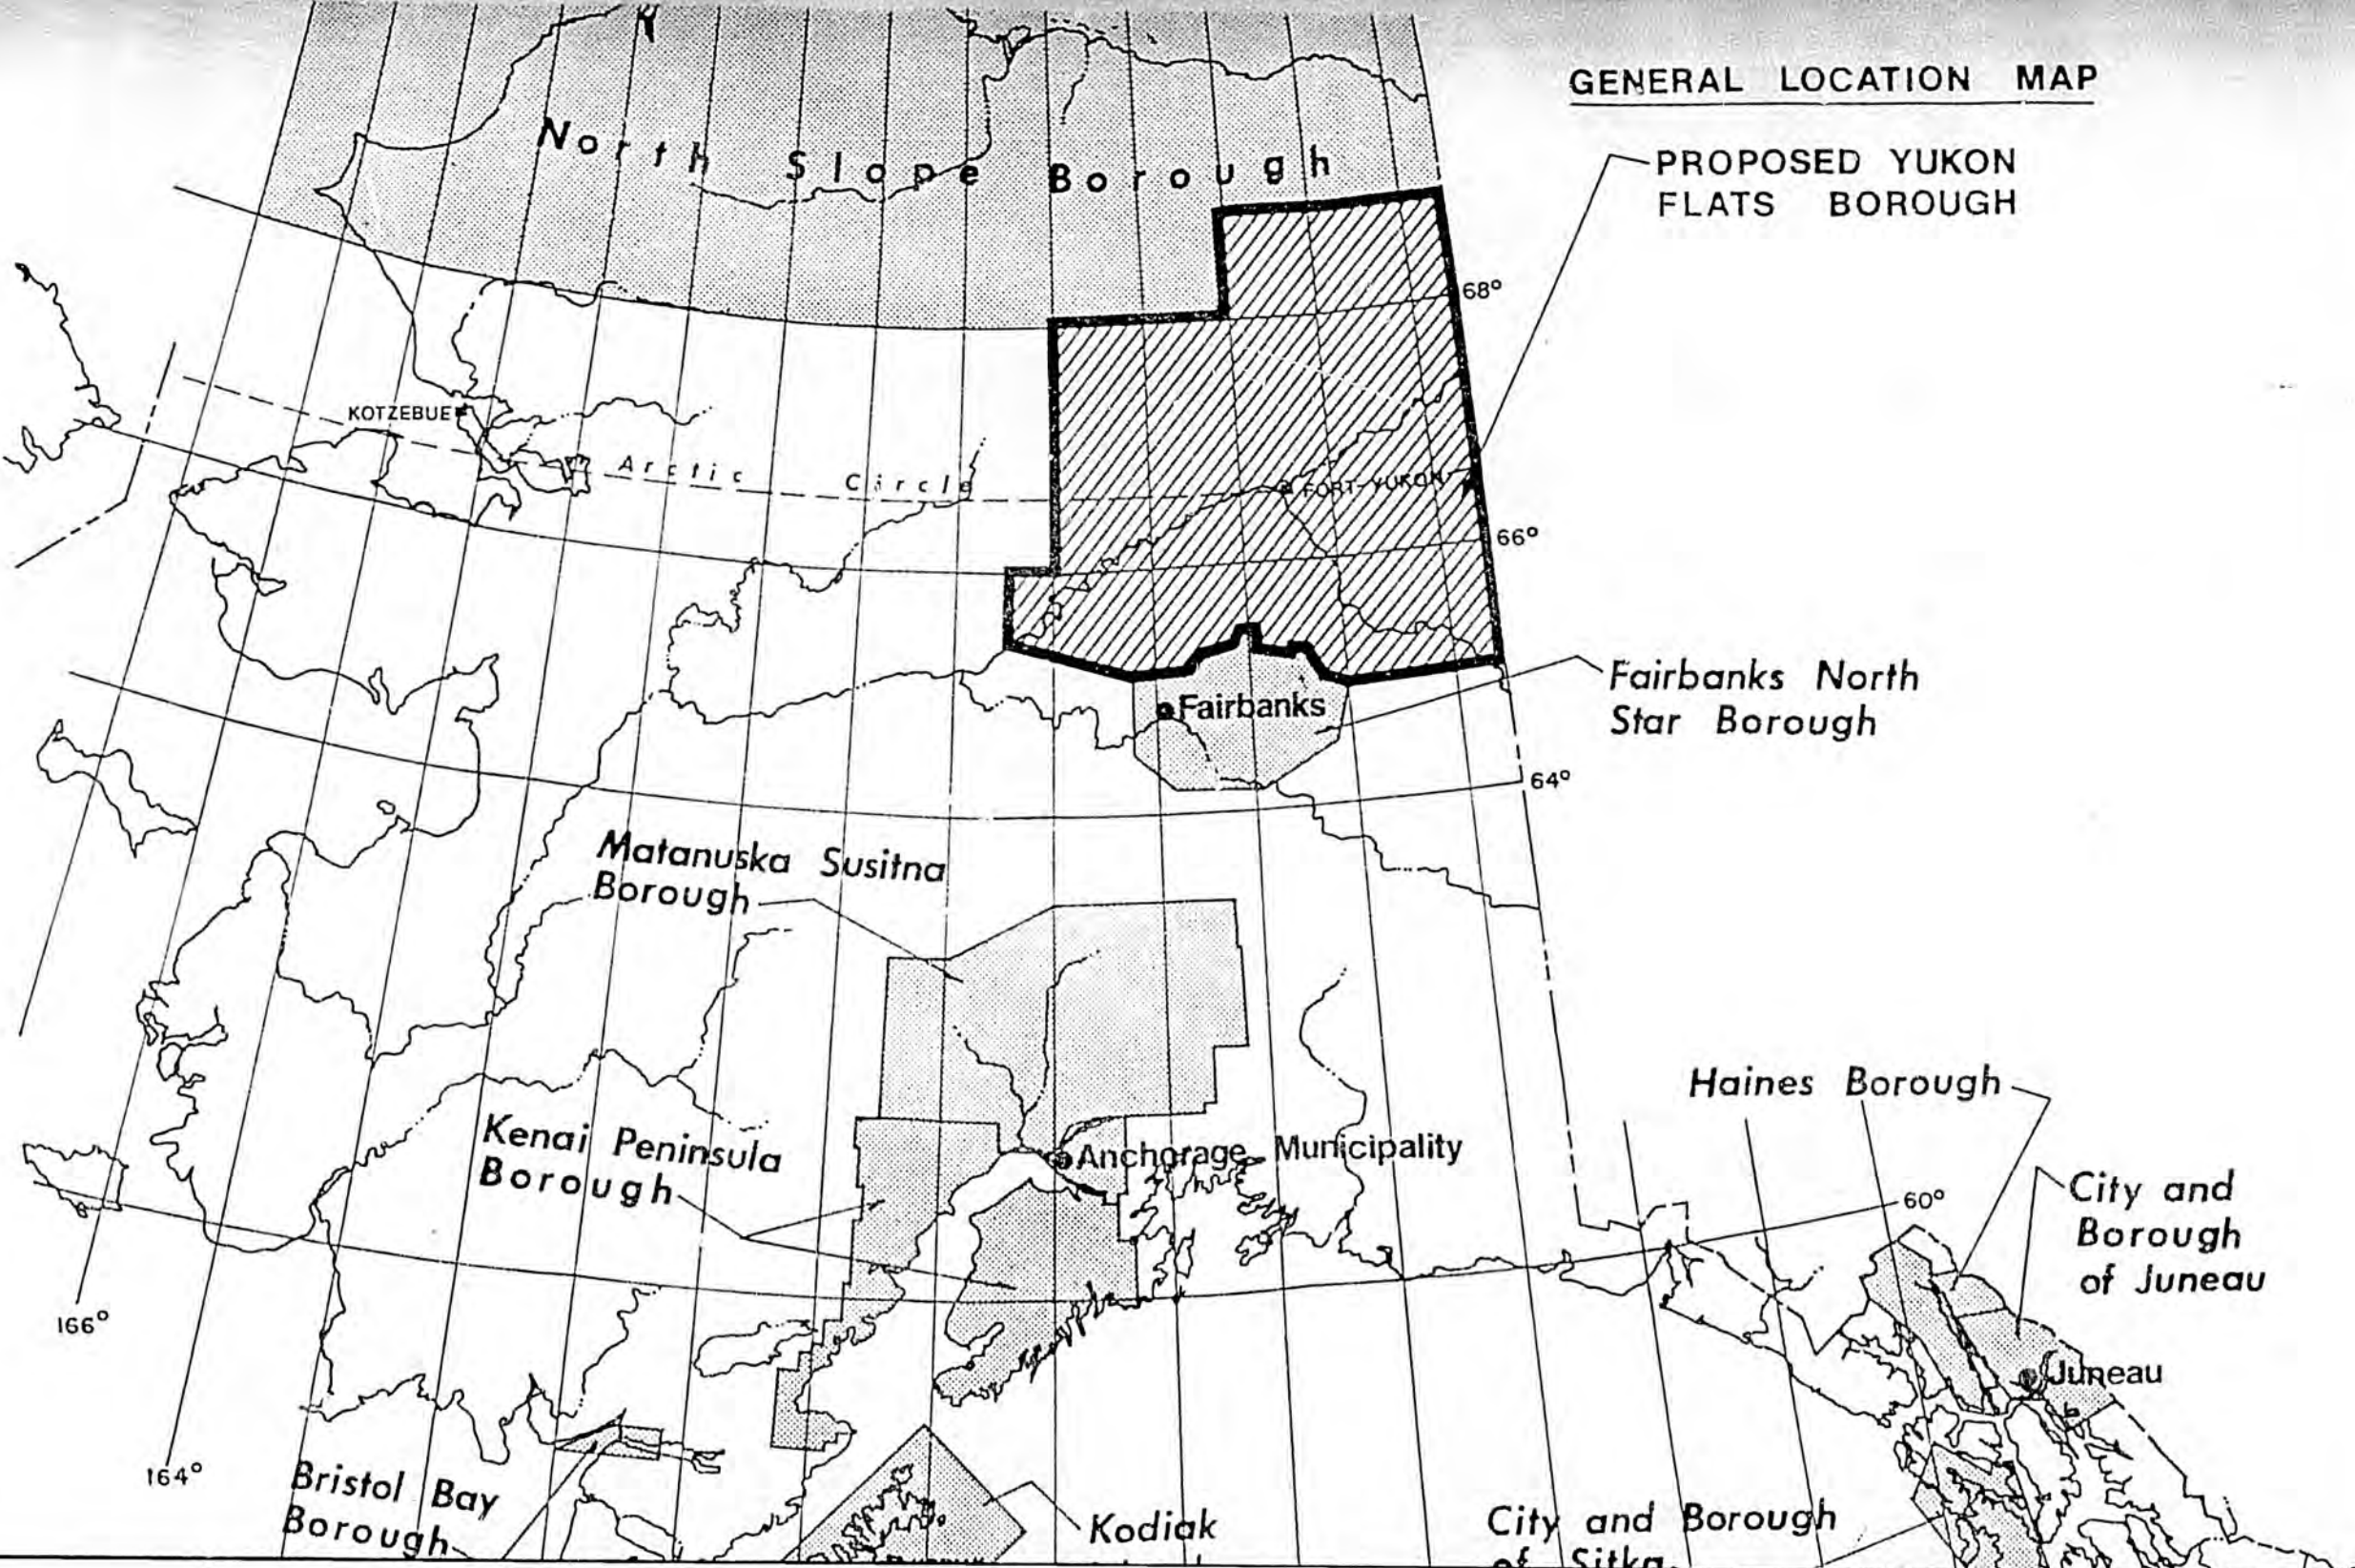 GENERAL LOCATION MAP
PROPOSED YUKON
FLATS BOROUGH
North Slope Borough
68°
KOTZEBUE
Arctic Circle
FORT YUKON
66°
Fairbanks North
Star Borough
Fairbanks
64°
Matanuska Susitna
Borough
Haines Borough
Kenai Peninsula
Borough
Anchorage Municipality
City and
Borough
of Juneau
60°
166°
Juneau
164°
Bristol Bay
Borough
Kodiak
City and Borough
of Sitka